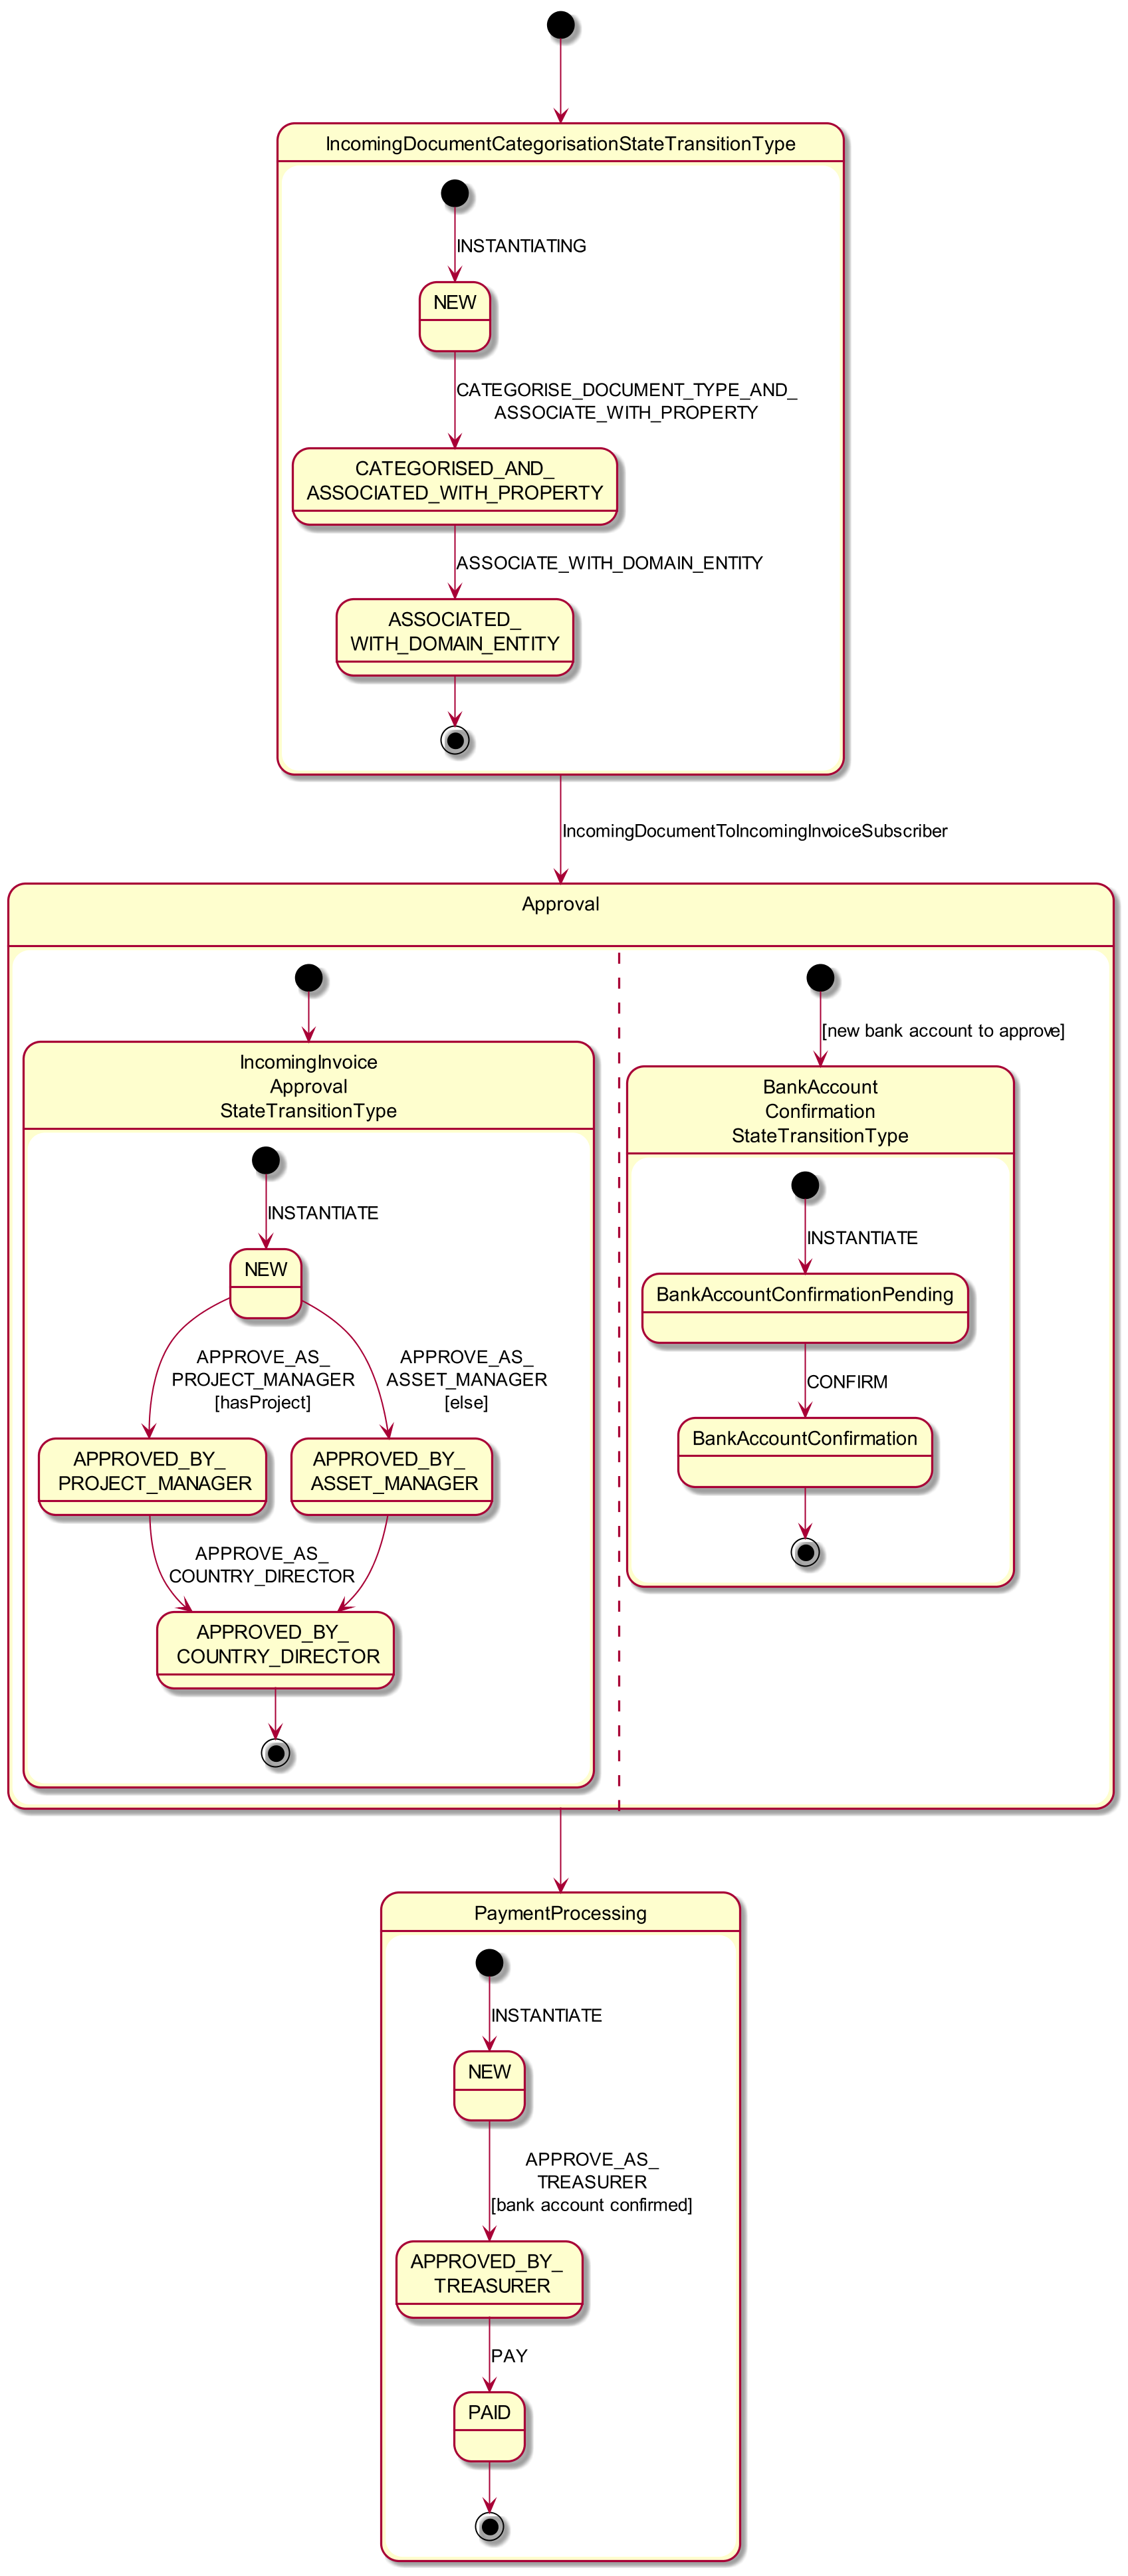 IncomingDocumentCategorisationStateTransitionType
INSTANTIATING
NEW
CATEGORISE_DOCUMENT_TYPE_AND_
ASSOCIATE_WITH_PROPERTY
CATEGORISED_AND_
ASSOCIATED_WITH_PROPERTY
ASSOCIATE_WITH_DOMAIN_ENTITY
ASSOCIATED_
WITH_DOMAIN_ENTITY
IncomingDocumentToIncomingInvoiceSubscriber
Approval
IncomingInvoice
Approval
StateTransitionType
INSTANTIATE
NEW
APPROVE_AS_
PROJECT_MANAGER
[hasProject]
APPROVE_AS_
ASSET_MANAGER
[else]
APPROVED_BY_
PROJECT_MANAGER
APPROVED_BY_
ASSET_MANAGER
APPROVE_AS_
COUNTRY_DIRECTOR
APPROVED_BY_
COUNTRY_DIRECTOR
[new bank account to approve]
BankAccount
Confirmation
StateTransitionType
INSTANTIATE
BankAccountConfirmationPending
CONFIRM
BankAccountConfirmation
PaymentProcessing
INSTANTIATE
NEW
APPROVE_AS_
TREASURER
[bank account confirmed]
APPROVED_BY_
TREASURER
PAY
PAID